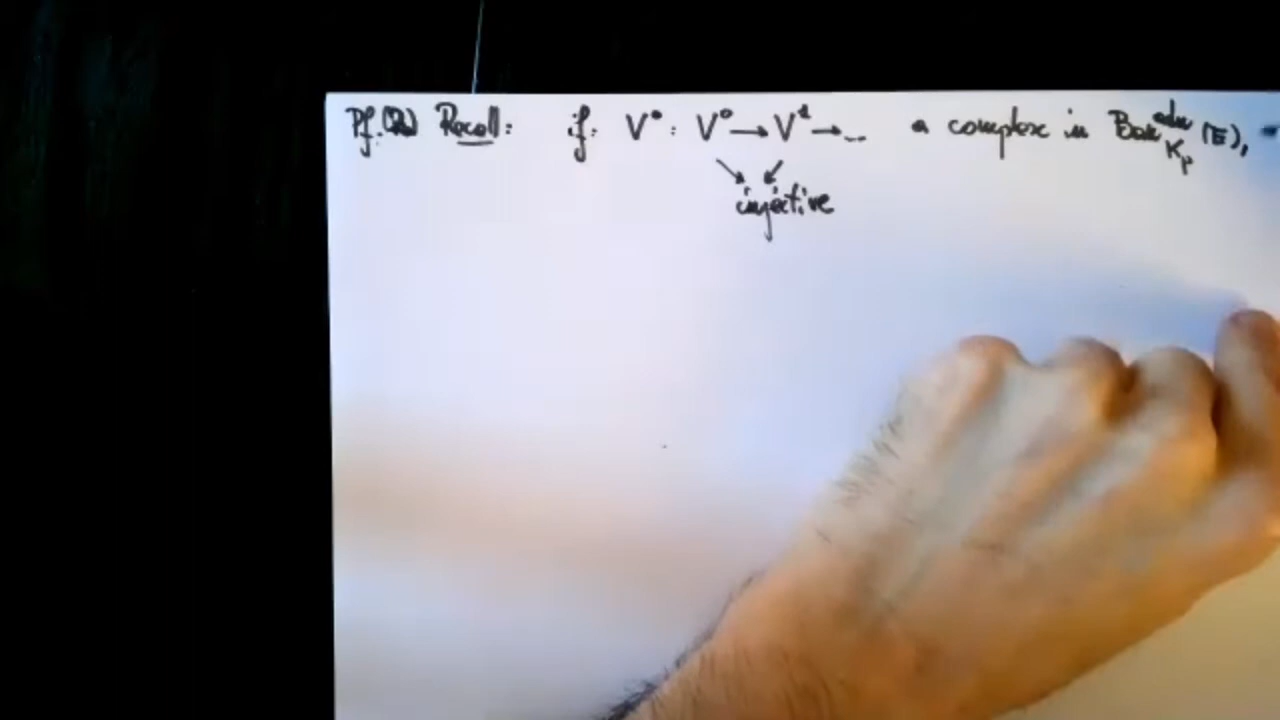 Pf. (2) Recall: if: V• : V⁰ → V¹ → ... a complex in Ban^{adm}_{K_p} (E),
injective